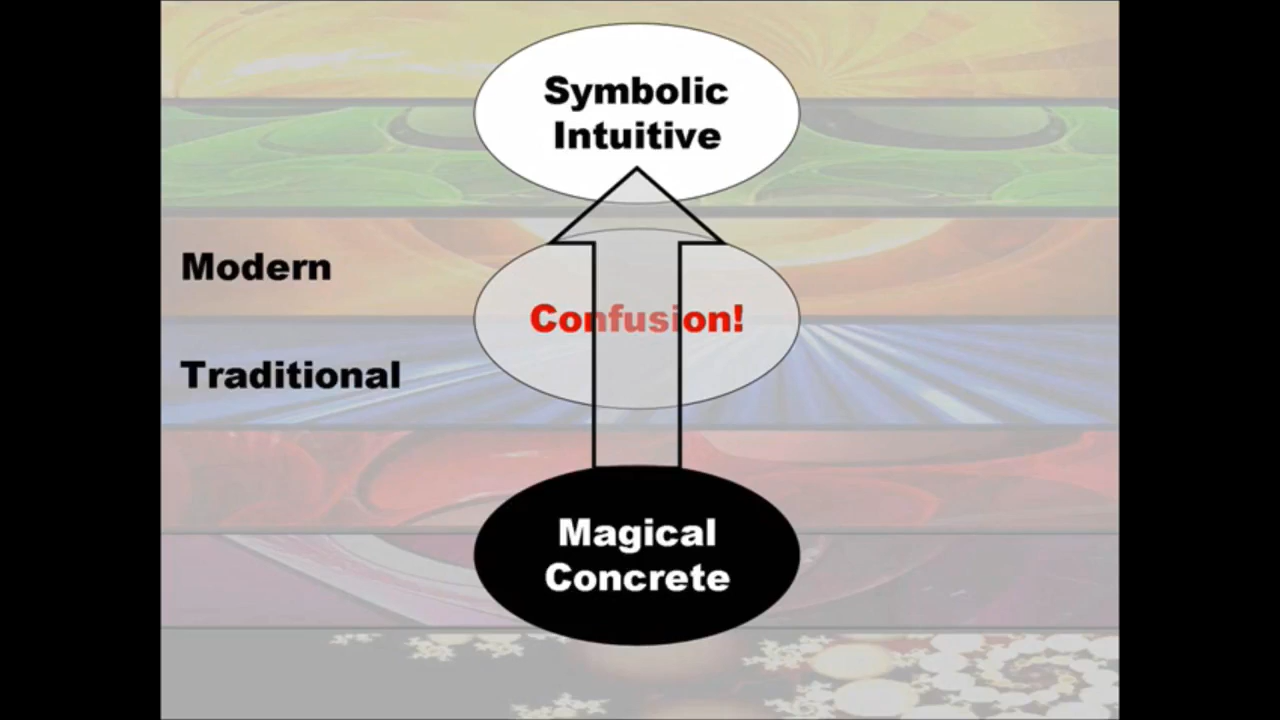 Symbolic
Intuitive
Modern
Confusion!
Traditional
Magical
Concrete